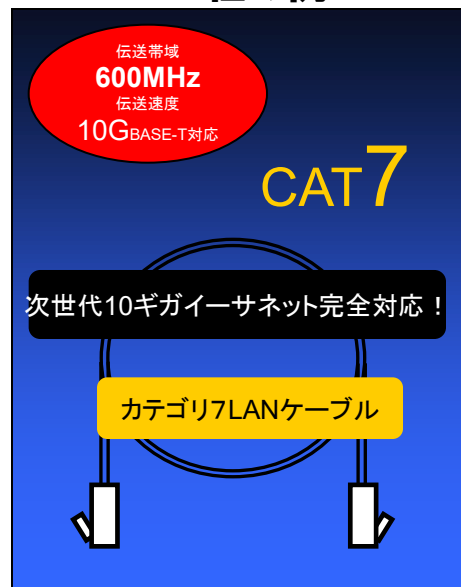 伝送帯域
600MHz
伝送速度
10GBASE-T対応
CAT7
次世代10ギガイーサネット完全対応！
カテゴリ7LANケーブル